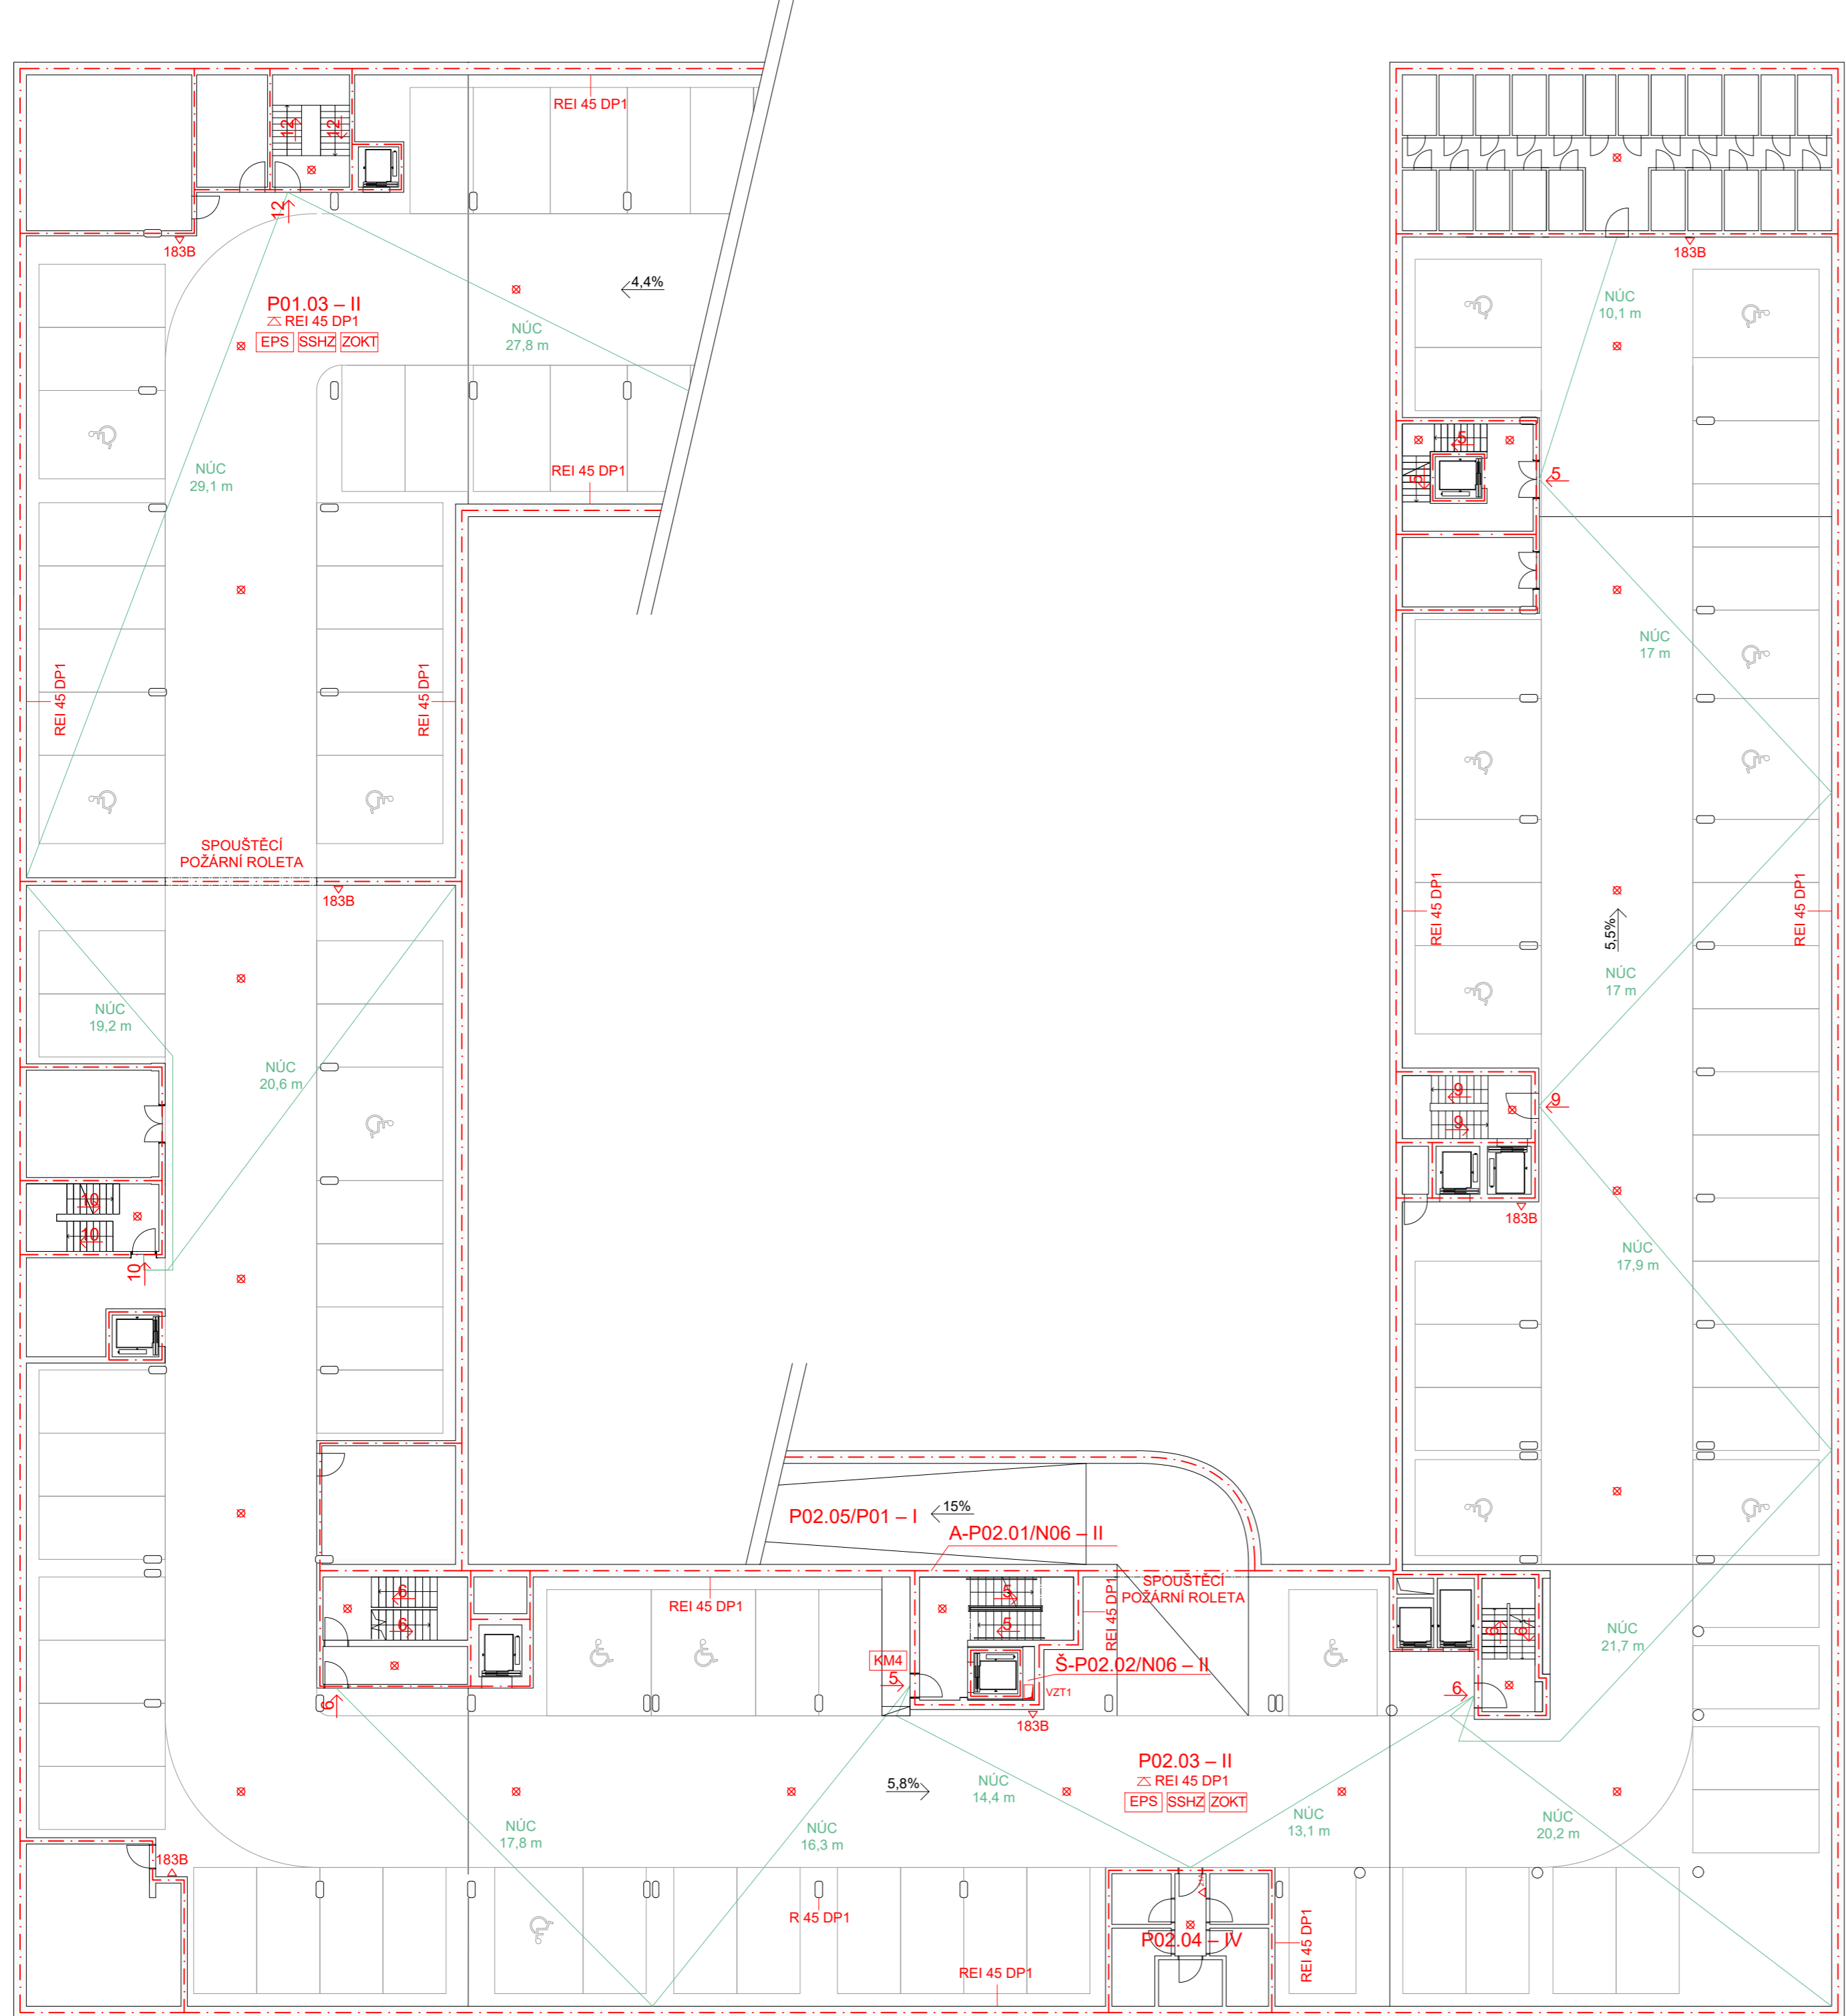 REI 45 DP1
12
12
12
183B
183B
4,4%
P01.03 – II
REI 45 DP1
EPS SSHZ ZOKT
NÚC
27,8 m
NÚC
10,1 m
NÚC
29,1 m
REI 45 DP1
5
5
5
NÚC
17 m
REI 45 DP1
REI 45 DP1
SPOUŠTĚCÍ
POŽÁRNÍ ROLETA
183B
REI 45 DP1
REI 45 DP1
5,5%
NÚC
17 m
NÚC
19,2 m
NÚC
20,6 m
9
9
9
10
10
10
183B
NÚC
17,9 m
P02.05/P01 – I
15%
A-P02.01/N06 – II
SPOUŠTĚCÍ
POŽÁRNÍ ROLETA
REI 45 DP1
REI 45 DP1
6
6
6
5
5
5
KM4
Š-P02.02/N06 – II
VZT1
183B
6
6
6
NÚC
21,7 m
P02.03 – II
REI 45 DP1
EPS SSHZ ZOKT
5,8%
NÚC
14,4 m
NÚC
13,1 m
NÚC
17,8 m
NÚC
16,3 m
NÚC
20,2 m
183B
R 45 DP1
P02.04 – IV
REI 45 DP1
REI 45 DP1